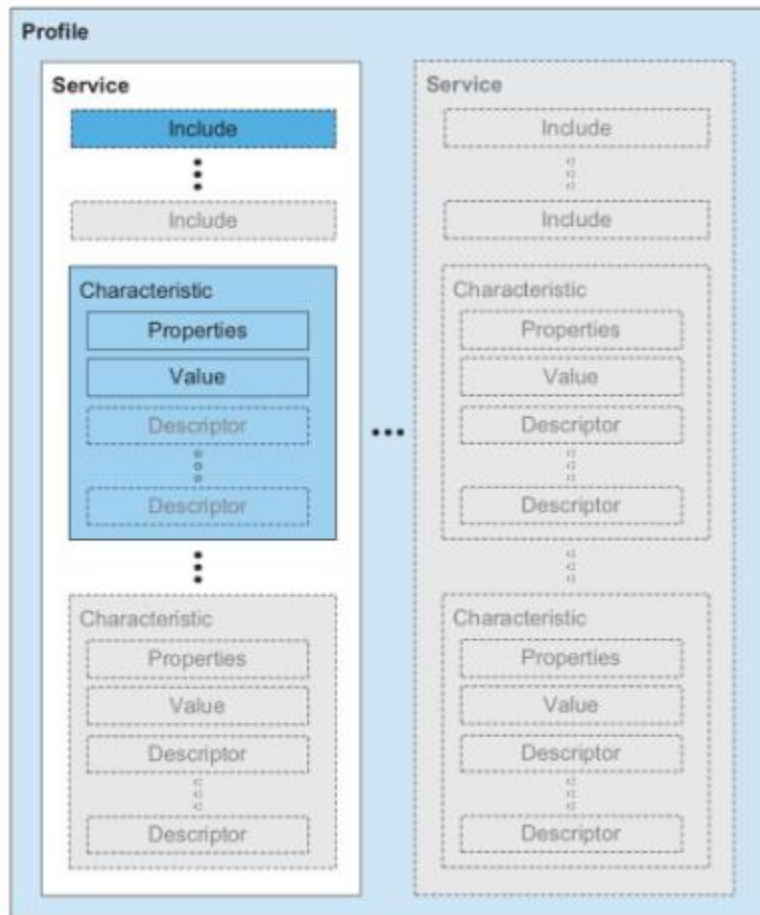 Profile
Service
Include
Include
Characteristic
Properties
Value
Descriptor
Descriptor
Characteristic
Properties
Value
Descriptor
Descriptor
Service
Include
Include
Characteristic
Properties
Value
Descriptor
Descriptor
Characteristic
Properties
Value
Descriptor
Descriptor